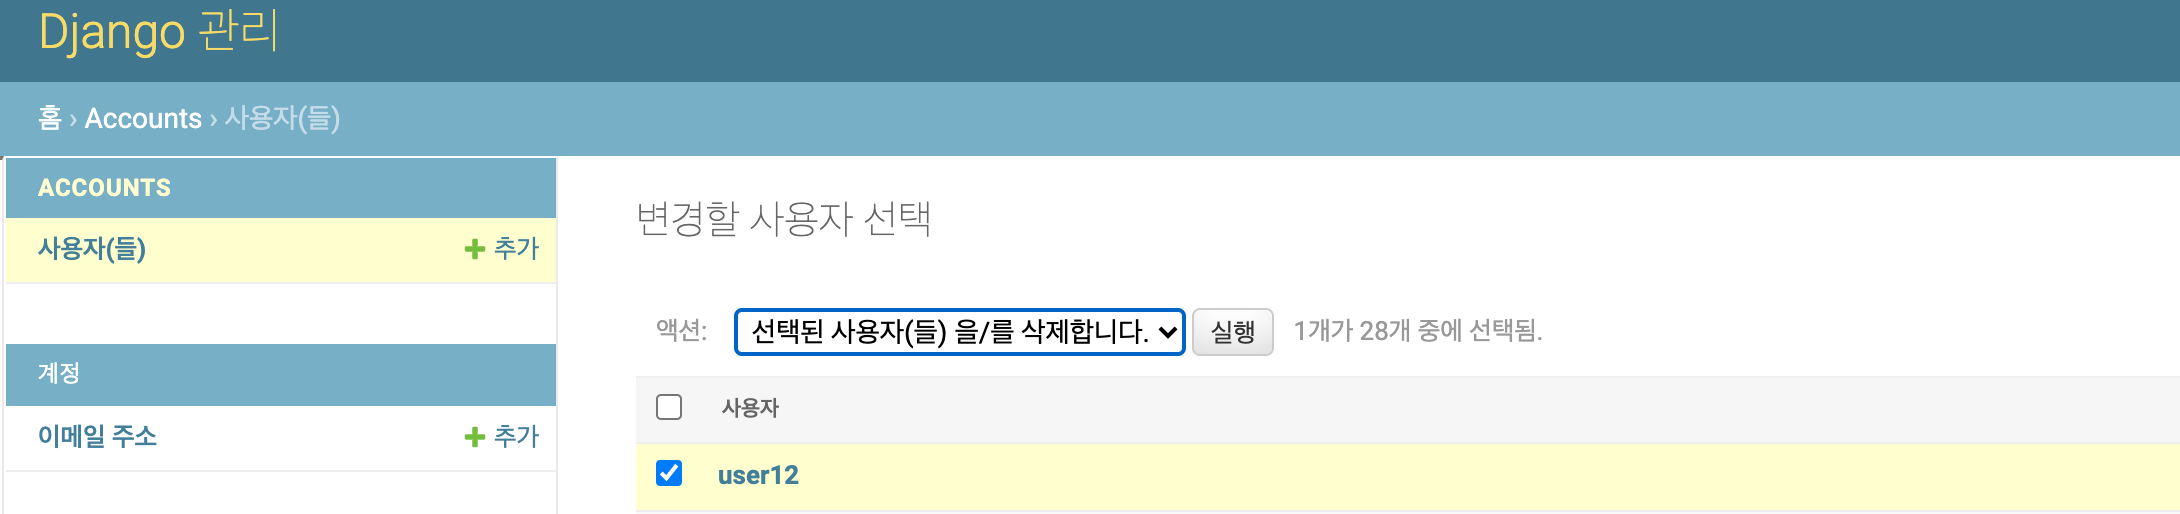 Django 관리
홈 › Accounts › 사용자(들)
ACCOUNTS
사용자(들) + 추가
계정
이메일 주소 + 추가
변경할 사용자 선택
액션: 선택된 사용자(들) 을/를 삭제합니다. 실행 1개가 28개 중에 선택됨.
사용자
user12